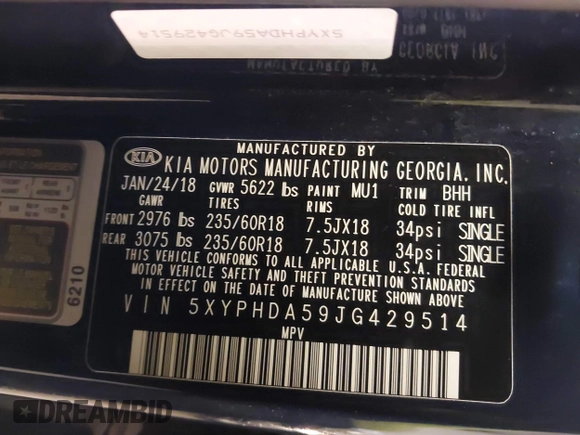 MANUFACTURED BY
KIA KIA MOTORS MANUFACTURING GEORGIA, INC.
JAN/24/18 GVWR 5622 lbs PAINT MU1 TRIM BHH
GAWR TIRES RIMS COLD TIRE INFL
FRONT 2976 lbs 235/60R18 7.5JX18 34psi SINGLE
REAR 3075 lbs 235/60R18 7.5JX18 34psi SINGLE
THIS VEHICLE CONFORMS TO ALL APPLICABLE U.S.A. FEDERAL
MOTOR VEHICLE SAFETY AND THEFT PREVENTION STANDARDS
IN EFFECT ON THE DATE OF MANUFACTURE SHOWN ABOVE.
VIN 5XYPHDA59JG429514
MPV
6210
5XYPHDA59JG429514
GEORGIA, INC
DREAMBID